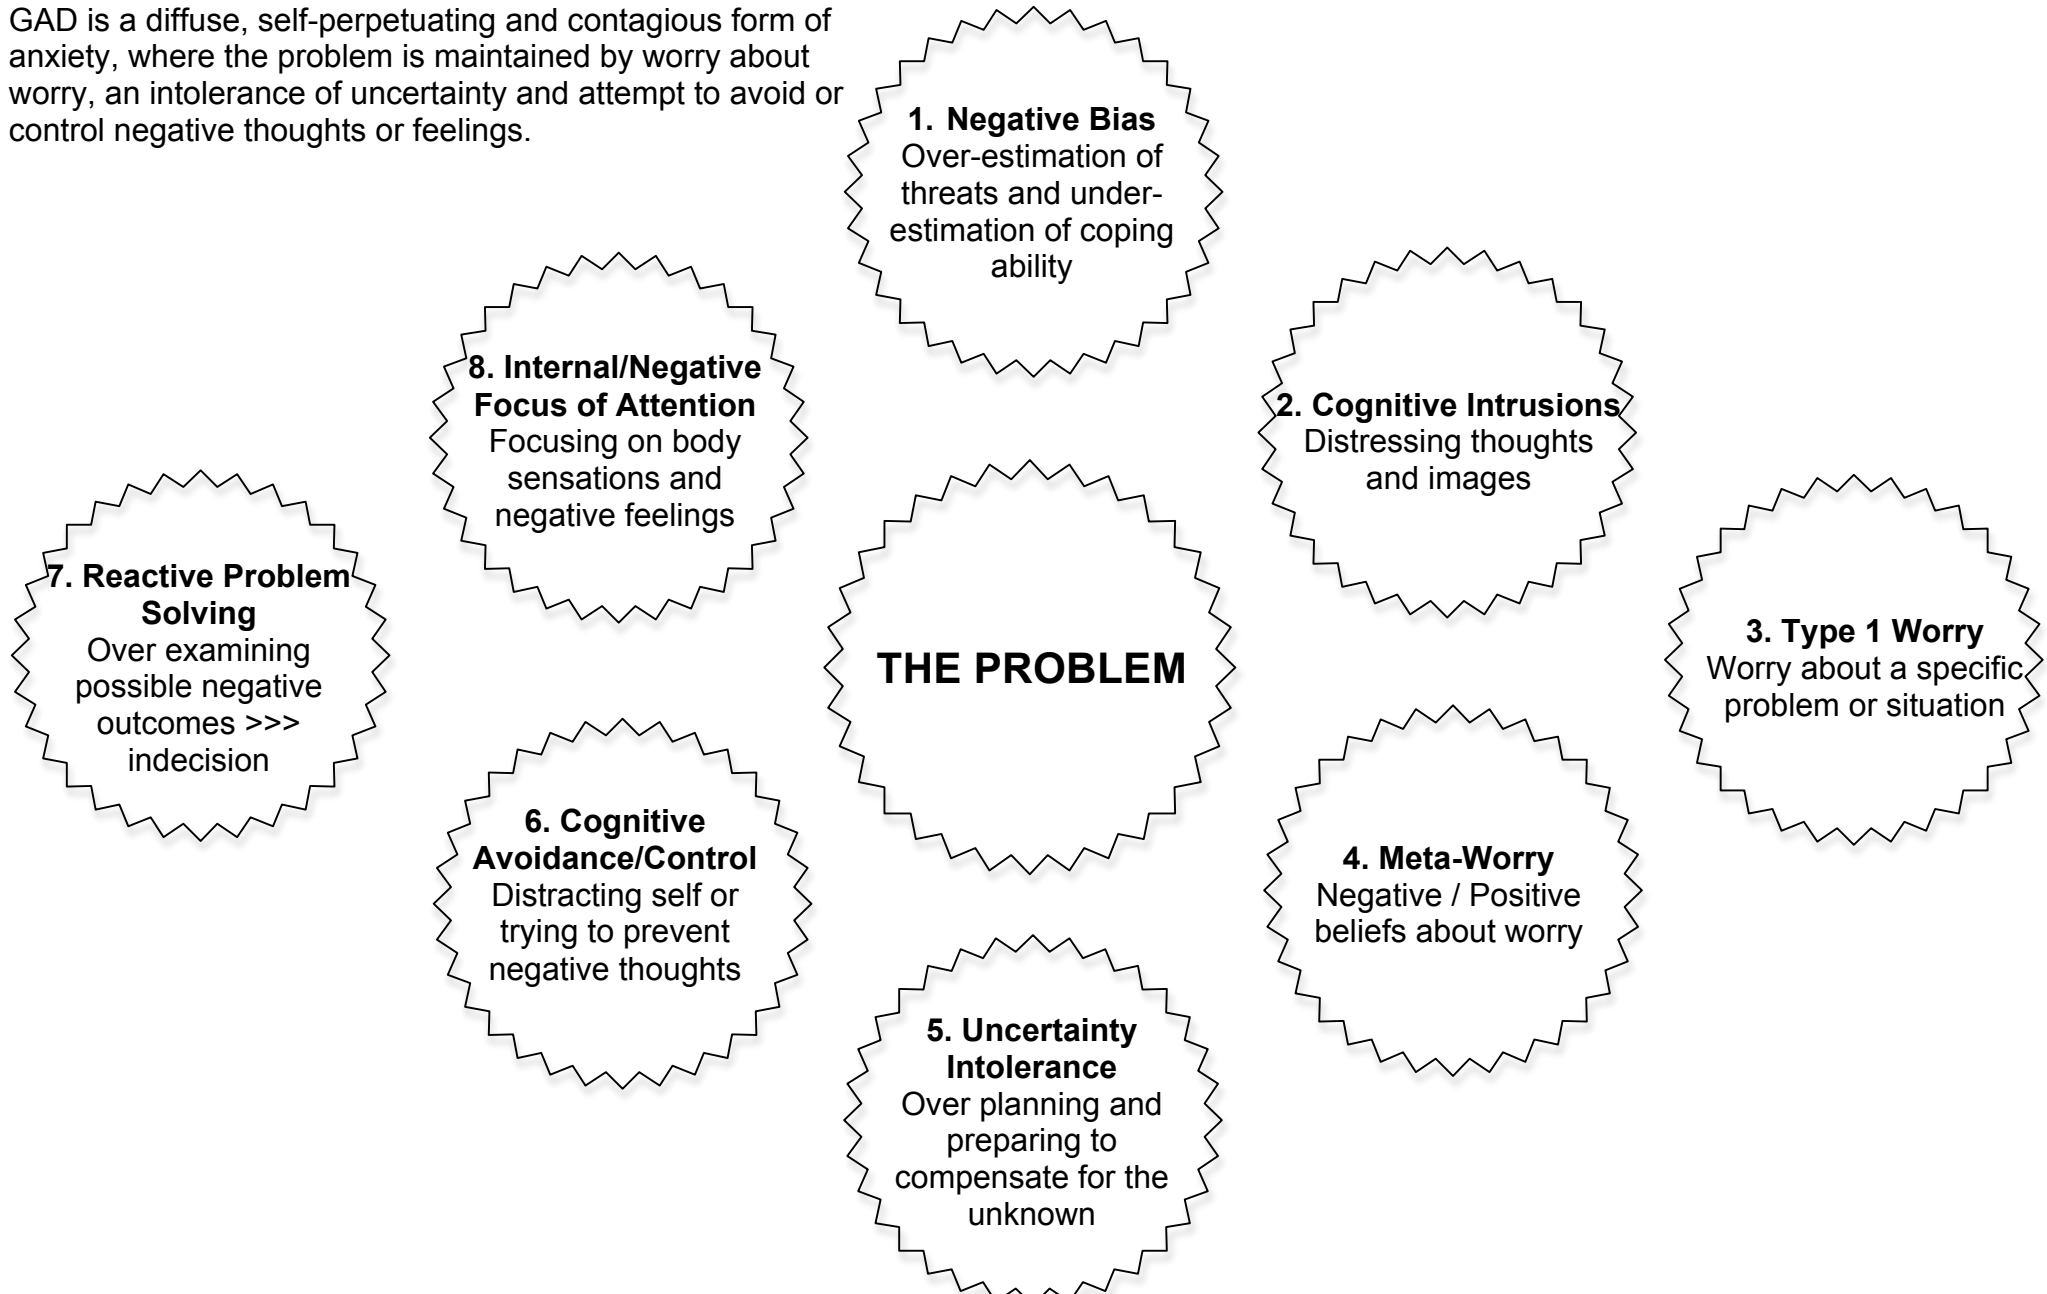 GAD is a diffuse, self-perpetuating and contagious form of
anxiety, where the problem is maintained by worry about
worry, an intolerance of uncertainty and attempt to avoid or
control negative thoughts or feelings.
1. Negative Bias
Over-estimation of
threats and under-
estimation of coping
ability
2. Cognitive Intrusions
Distressing thoughts
and images
3. Type 1 Worry
Worry about a specific
problem or situation
4. Meta-Worry
Negative / Positive
beliefs about worry
5. Uncertainty
Intolerance
Over planning and
preparing to
compensate for the
unknown
6. Cognitive
Avoidance/Control
Distracting self or
trying to prevent
negative thoughts
7. Reactive Problem
Solving
Over examining
possible negative
outcomes >>>
indecision
8. Internal/Negative
Focus of Attention
Focusing on body
sensations and
negative feelings
THE PROBLEM